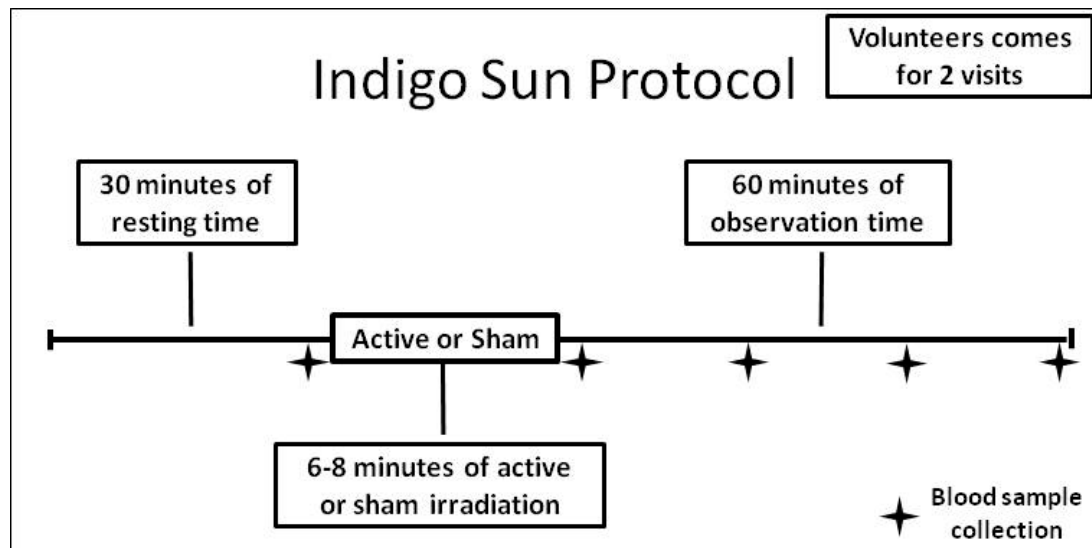 Indigo Sun Protocol
Volunteers comes
for 2 visits
30 minutes of
resting time
60 minutes of
observation time
Active or Sham
6-8 minutes of active
or sham irradiation
Blood sample
collection